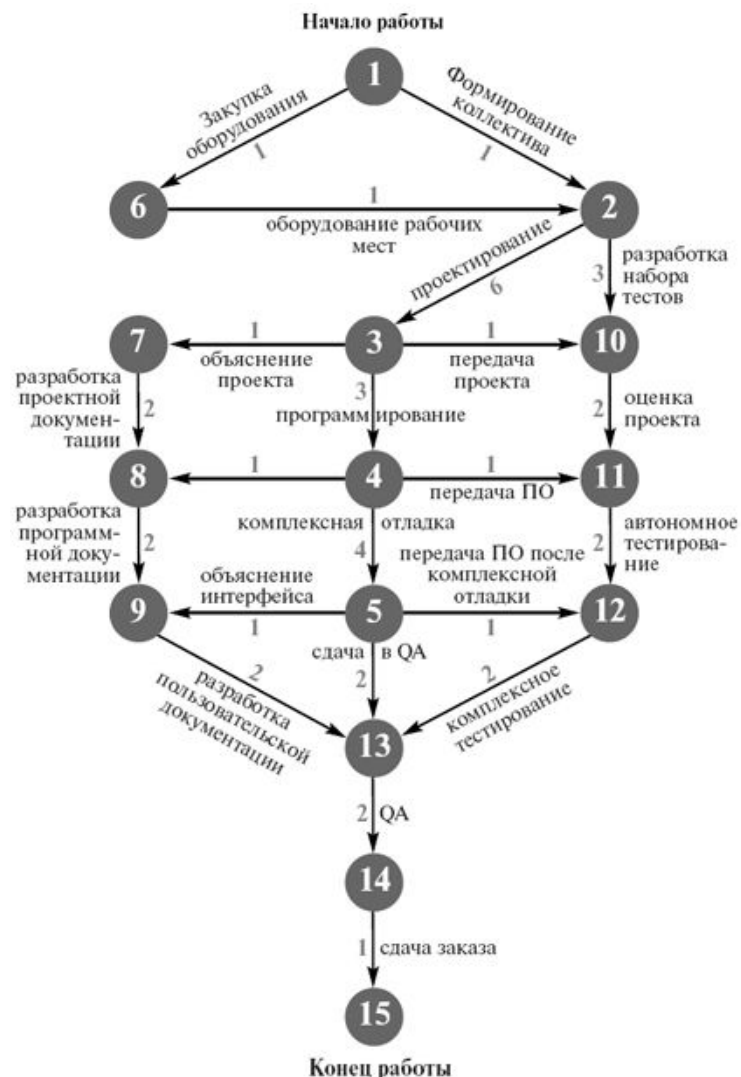 Начало работы
1
Закупка
оборудования
1
Формирование
коллектива
1
6
1
оборудование рабочих
мест
2
проектирование
6
3
разработка
набора
тестов
7
1
объяснение
проекта
3
1
передача
проекта
10
разработка
проектной
докумен-
тации
2
3
программирование
2
оценка
проекта
8
1
4
1
передача ПО
11
разработка
програм-
мной доку-
ментации
2
комплексная отладка
4
2
автономное
тестирова-
ние
объяснение
интерфейса
передача ПО после
комплексной
отладки
9
1
5
1
12
2
разработка
пользовательской
документации
сдача в QA
2
2
комплексное
тестирование
13
2 QA
14
1 сдача заказа
15
Конец работы